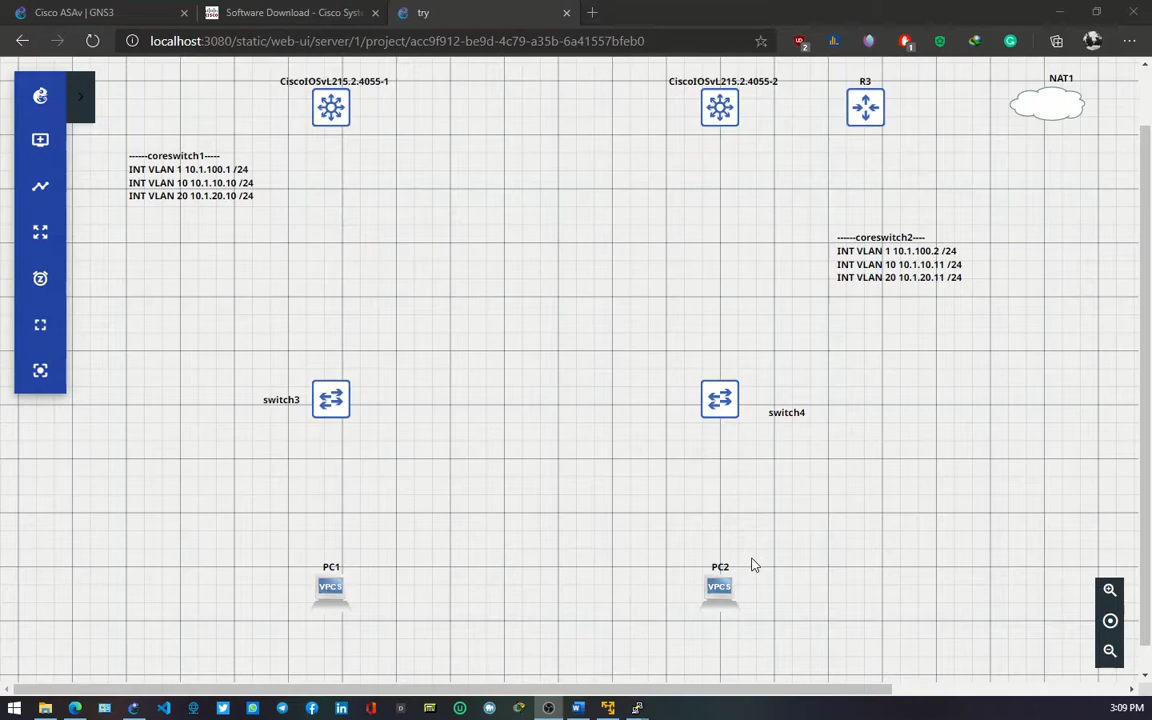 Cisco ASAv | GNS3
Software Download - Cisco Syst
try
localhost:3080/static/web-ui/server/1/project/acc9f912-be9d-4c79-a35b-6a41557bfeb0
2
1
CiscoIOSvL215.2.4055-1
CiscoIOSvL215.2.4055-2
R3
NAT1
------coreswitch1-----
INT VLAN 1 10.1.100.1 /24
INT VLAN 10 10.1.10.10 /24
INT VLAN 20 10.1.20.10 /24
------coreswitch2----
INT VLAN 1 10.1.100.2 /24
INT VLAN 10 10.1.10.11 /24
INT VLAN 20 10.1.20.11 /24
switch3
switch4
PC1
PC2
VPCS
VPCS
3:09 PM